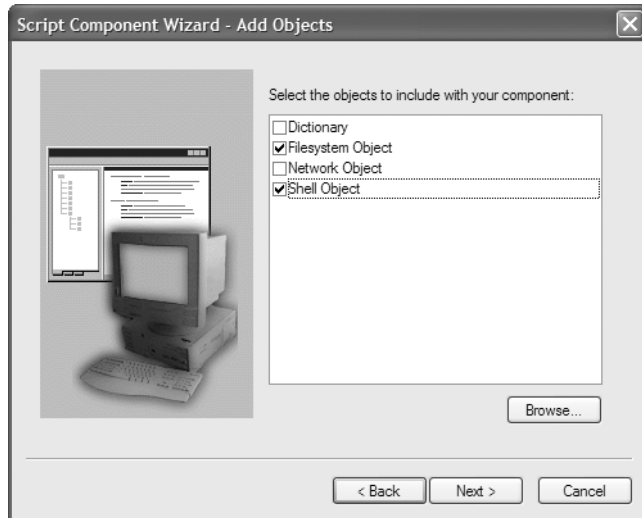 Script Component Wizard - Add Objects
Select the objects to include with your component:
Dictionary
Filesystem Object
Network Object
Shell Object
Browse...
< Back
Next >
Cancel